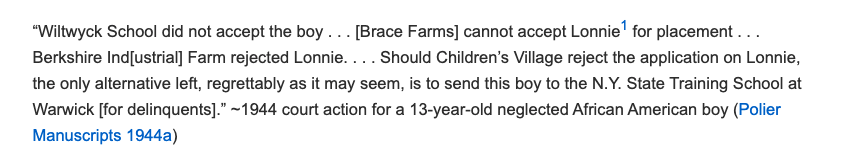 “Wiltwyck School did not accept the boy . . . [Brace Farms] cannot accept Lonnie1 for placement . . .
Berkshire Ind[ustrial] Farm rejected Lonnie. . . . Should Children’s Village reject the application on Lonnie,
the only alternative left, regrettably as it may seem, is to send this boy to the N.Y. State Training School at
Warwick [for delinquents].” ~1944 court action for a 13-year-old neglected African American boy (Polier
Manuscripts 1944a)